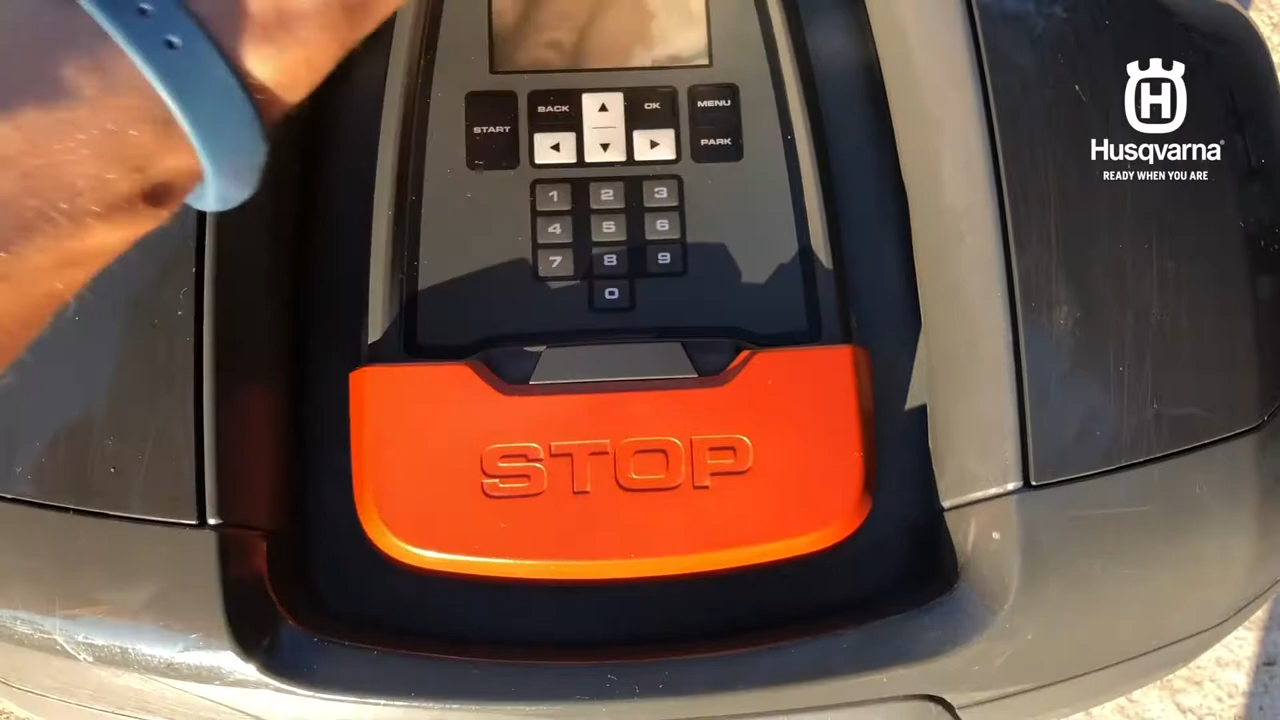 BACK
OK
MENU
START
PARK
1 2 3
4 5 6
7 8 9
0
STOP
H
Husqvarna®
READY WHEN YOU ARE